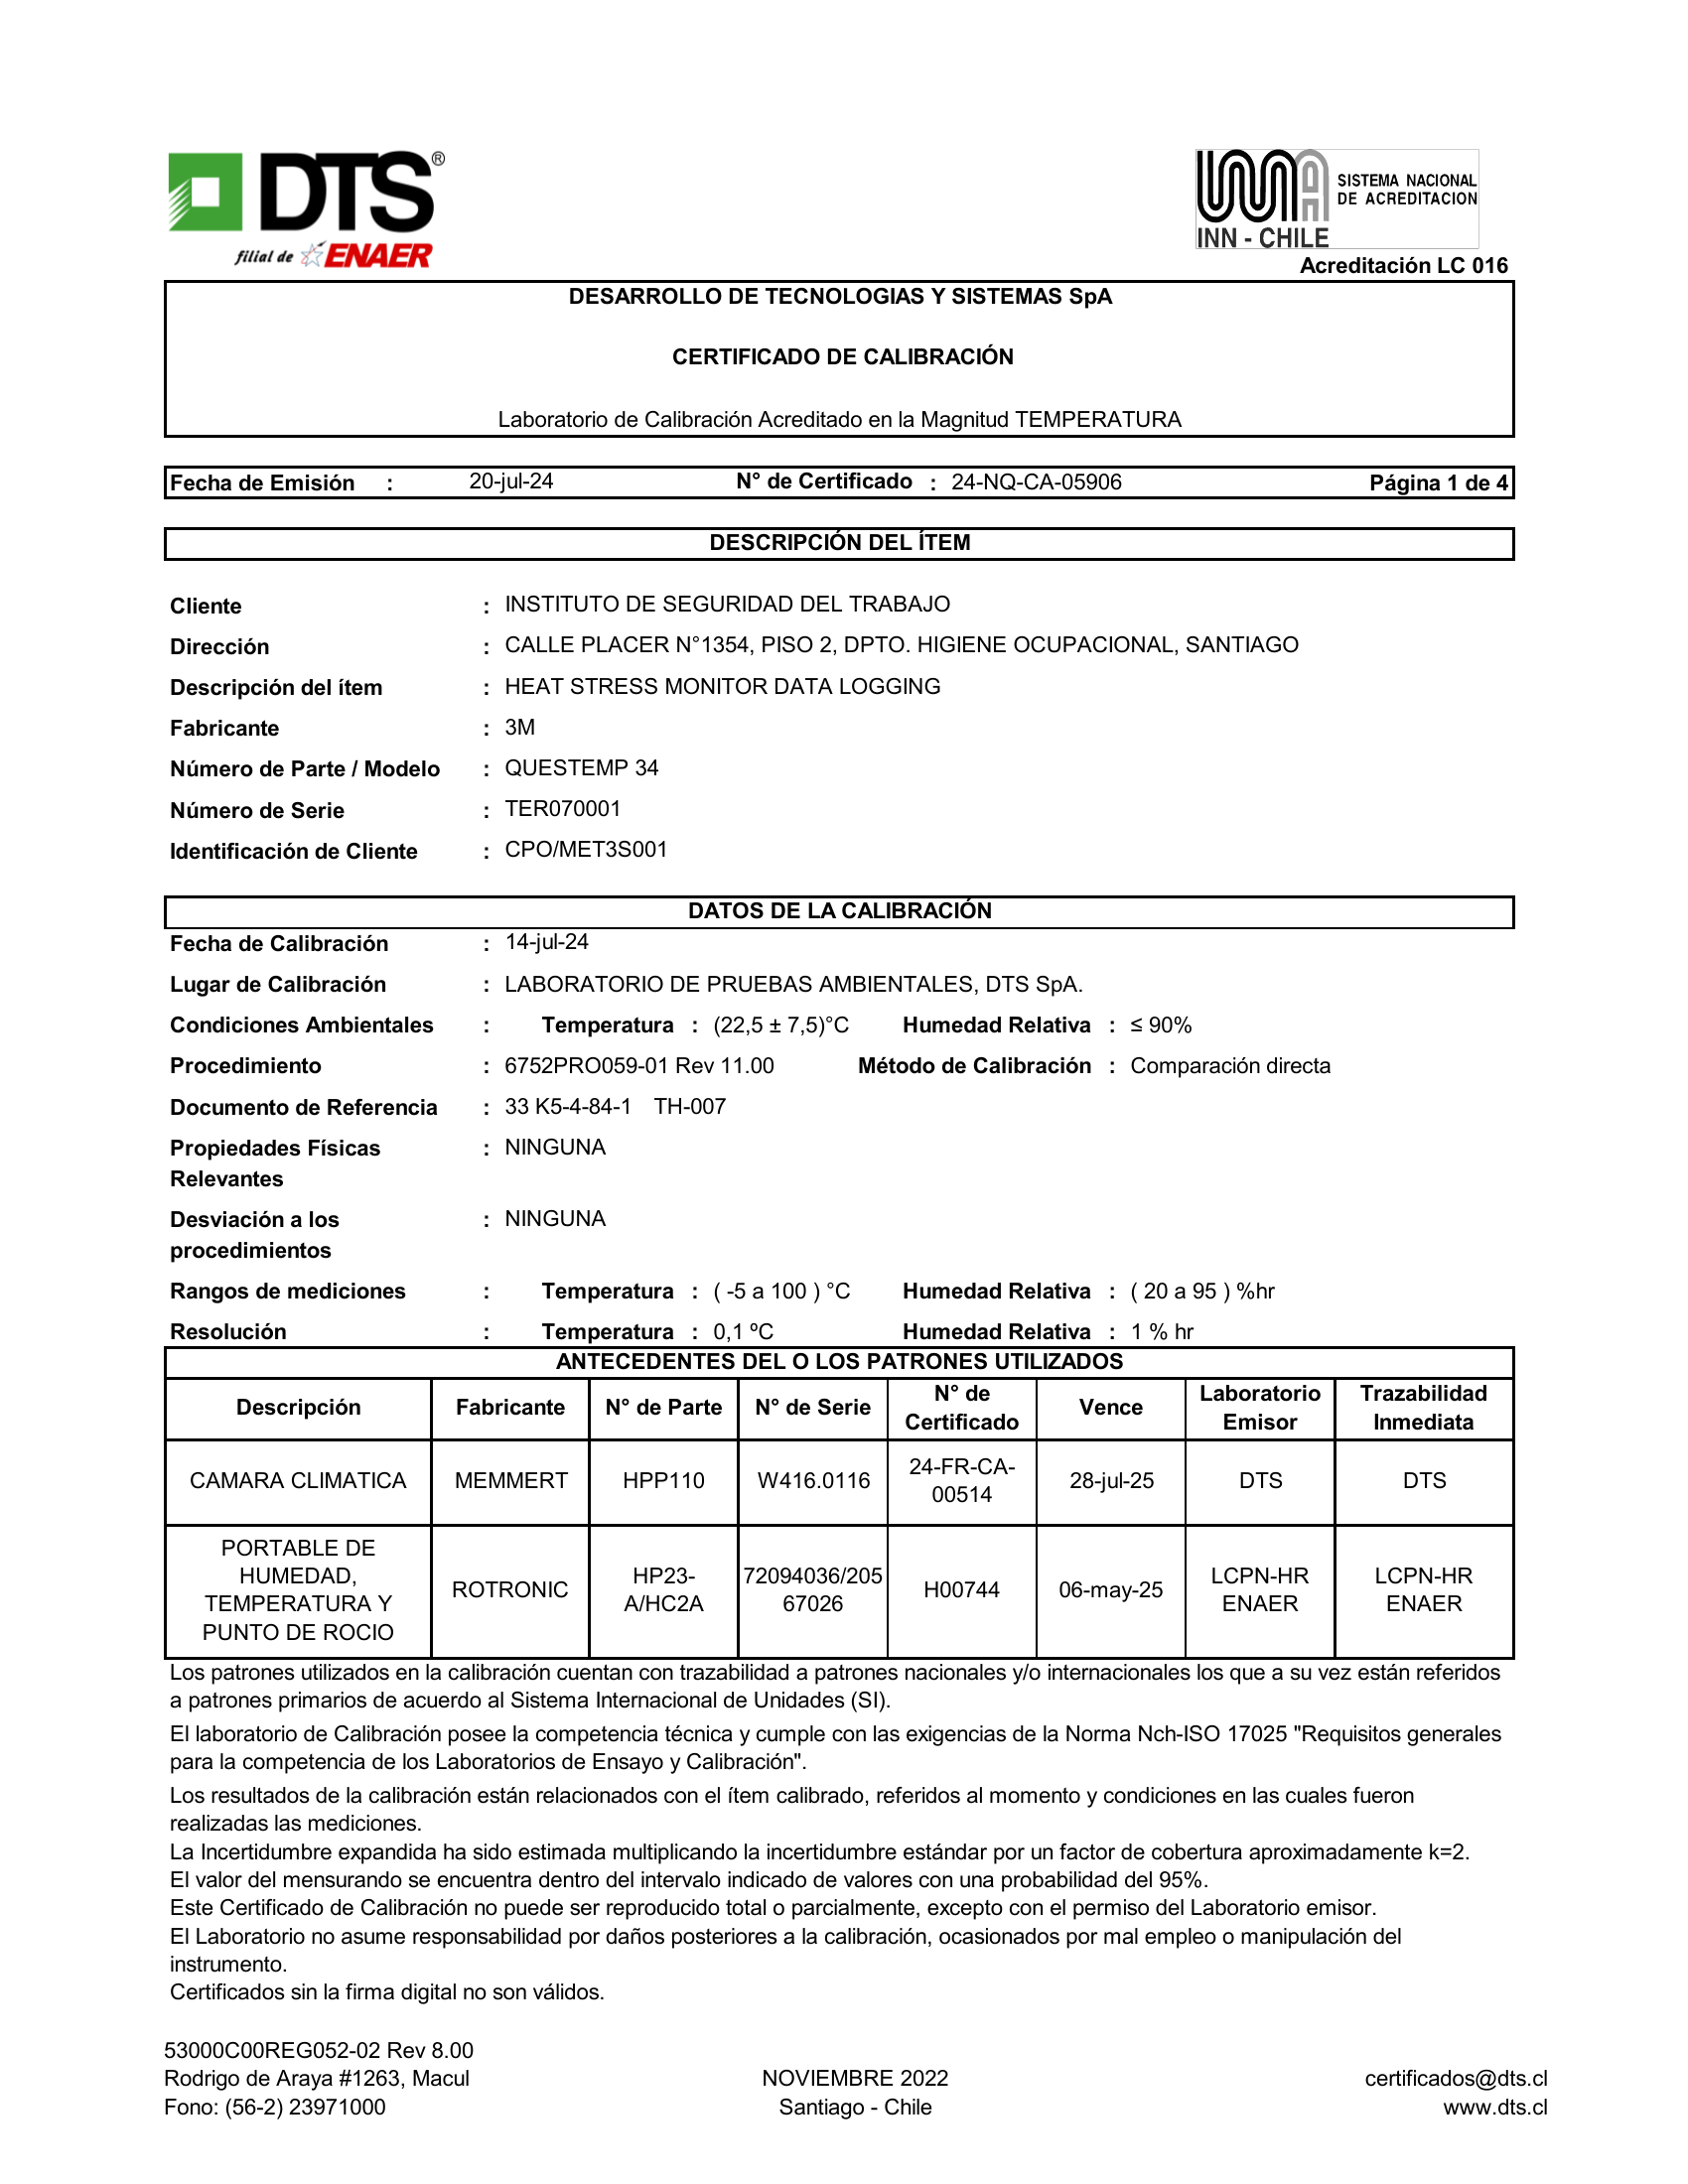 DTS®
filial de ENAER
INN - CHILE
SISTEMA NACIONAL
DE ACREDITACION
Acreditación LC 016
DESARROLLO DE TECNOLOGIAS Y SISTEMAS SpA
CERTIFICADO DE CALIBRACIÓN
Laboratorio de Calibración Acreditado en la Magnitud TEMPERATURA
Fecha de Emisión : 20-jul-24 N° de Certificado : 24-NQ-CA-05906 Página 1 de 4
DESCRIPCIÓN DEL ÍTEM
Cliente : INSTITUTO DE SEGURIDAD DEL TRABAJO
Dirección : CALLE PLACER N°1354, PISO 2, DPTO. HIGIENE OCUPACIONAL, SANTIAGO
Descripción del ítem : HEAT STRESS MONITOR DATA LOGGING
Fabricante : 3M
Número de Parte / Modelo : QUESTEMP 34
Número de Serie : TER070001
Identificación de Cliente : CPO/MET3S001
DATOS DE LA CALIBRACIÓN
Fecha de Calibración : 14-jul-24
Lugar de Calibración : LABORATORIO DE PRUEBAS AMBIENTALES, DTS SpA.
Condiciones Ambientales : Temperatura : (22,5 ± 7,5)°C Humedad Relativa : ≤ 90%
Procedimiento : 6752PRO059-01 Rev 11.00 Método de Calibración : Comparación directa
Documento de Referencia : 33 K5-4-84-1 TH-007
Propiedades Físicas : NINGUNA
Relevantes
Desviación a los : NINGUNA
procedimientos
Rangos de mediciones : Temperatura : ( -5 a 100 ) °C Humedad Relativa : ( 20 a 95 ) %hr
Resolución : Temperatura : 0,1 ºC Humedad Relativa : 1 % hr
ANTECEDENTES DEL O LOS PATRONES UTILIZADOS
Descripción Fabricante N° de Parte N° de Serie N° de Certificado Vence Laboratorio Emisor Trazabilidad Inmediata
CAMARA CLIMATICA MEMMERT HPP110 W416.0116 24-FR-CA-00514 28-jul-25 DTS DTS
PORTABLE DE HUMEDAD, TEMPERATURA Y PUNTO DE ROCIO ROTRONIC HP23-A/HC2A 72094036/20567026 H00744 06-may-25 LCPN-HR ENAER LCPN-HR ENAER
Los patrones utilizados en la calibración cuentan con trazabilidad a patrones nacionales y/o internacionales los que a su vez están referidos
a patrones primarios de acuerdo al Sistema Internacional de Unidades (SI).
El laboratorio de Calibración posee la competencia técnica y cumple con las exigencias de la Norma Nch-ISO 17025 "Requisitos generales
para la competencia de los Laboratorios de Ensayo y Calibración".
Los resultados de la calibración están relacionados con el ítem calibrado, referidos al momento y condiciones en las cuales fueron
realizadas las mediciones.
La Incertidumbre expandida ha sido estimada multiplicando la incertidumbre estándar por un factor de cobertura aproximadamente k=2.
El valor del mensurando se encuentra dentro del intervalo indicado de valores con una probabilidad del 95%.
Este Certificado de Calibración no puede ser reproducido total o parcialmente, excepto con el permiso del Laboratorio emisor.
El Laboratorio no asume responsabilidad por daños posteriores a la calibración, ocasionados por mal empleo o manipulación del
instrumento.
Certificados sin la firma digital no son válidos.
53000C00REG052-02 Rev 8.00
Rodrigo de Araya #1263, Macul NOVIEMBRE 2022 certificados@dts.cl
Fono: (56-2) 23971000 Santiago - Chile www.dts.cl